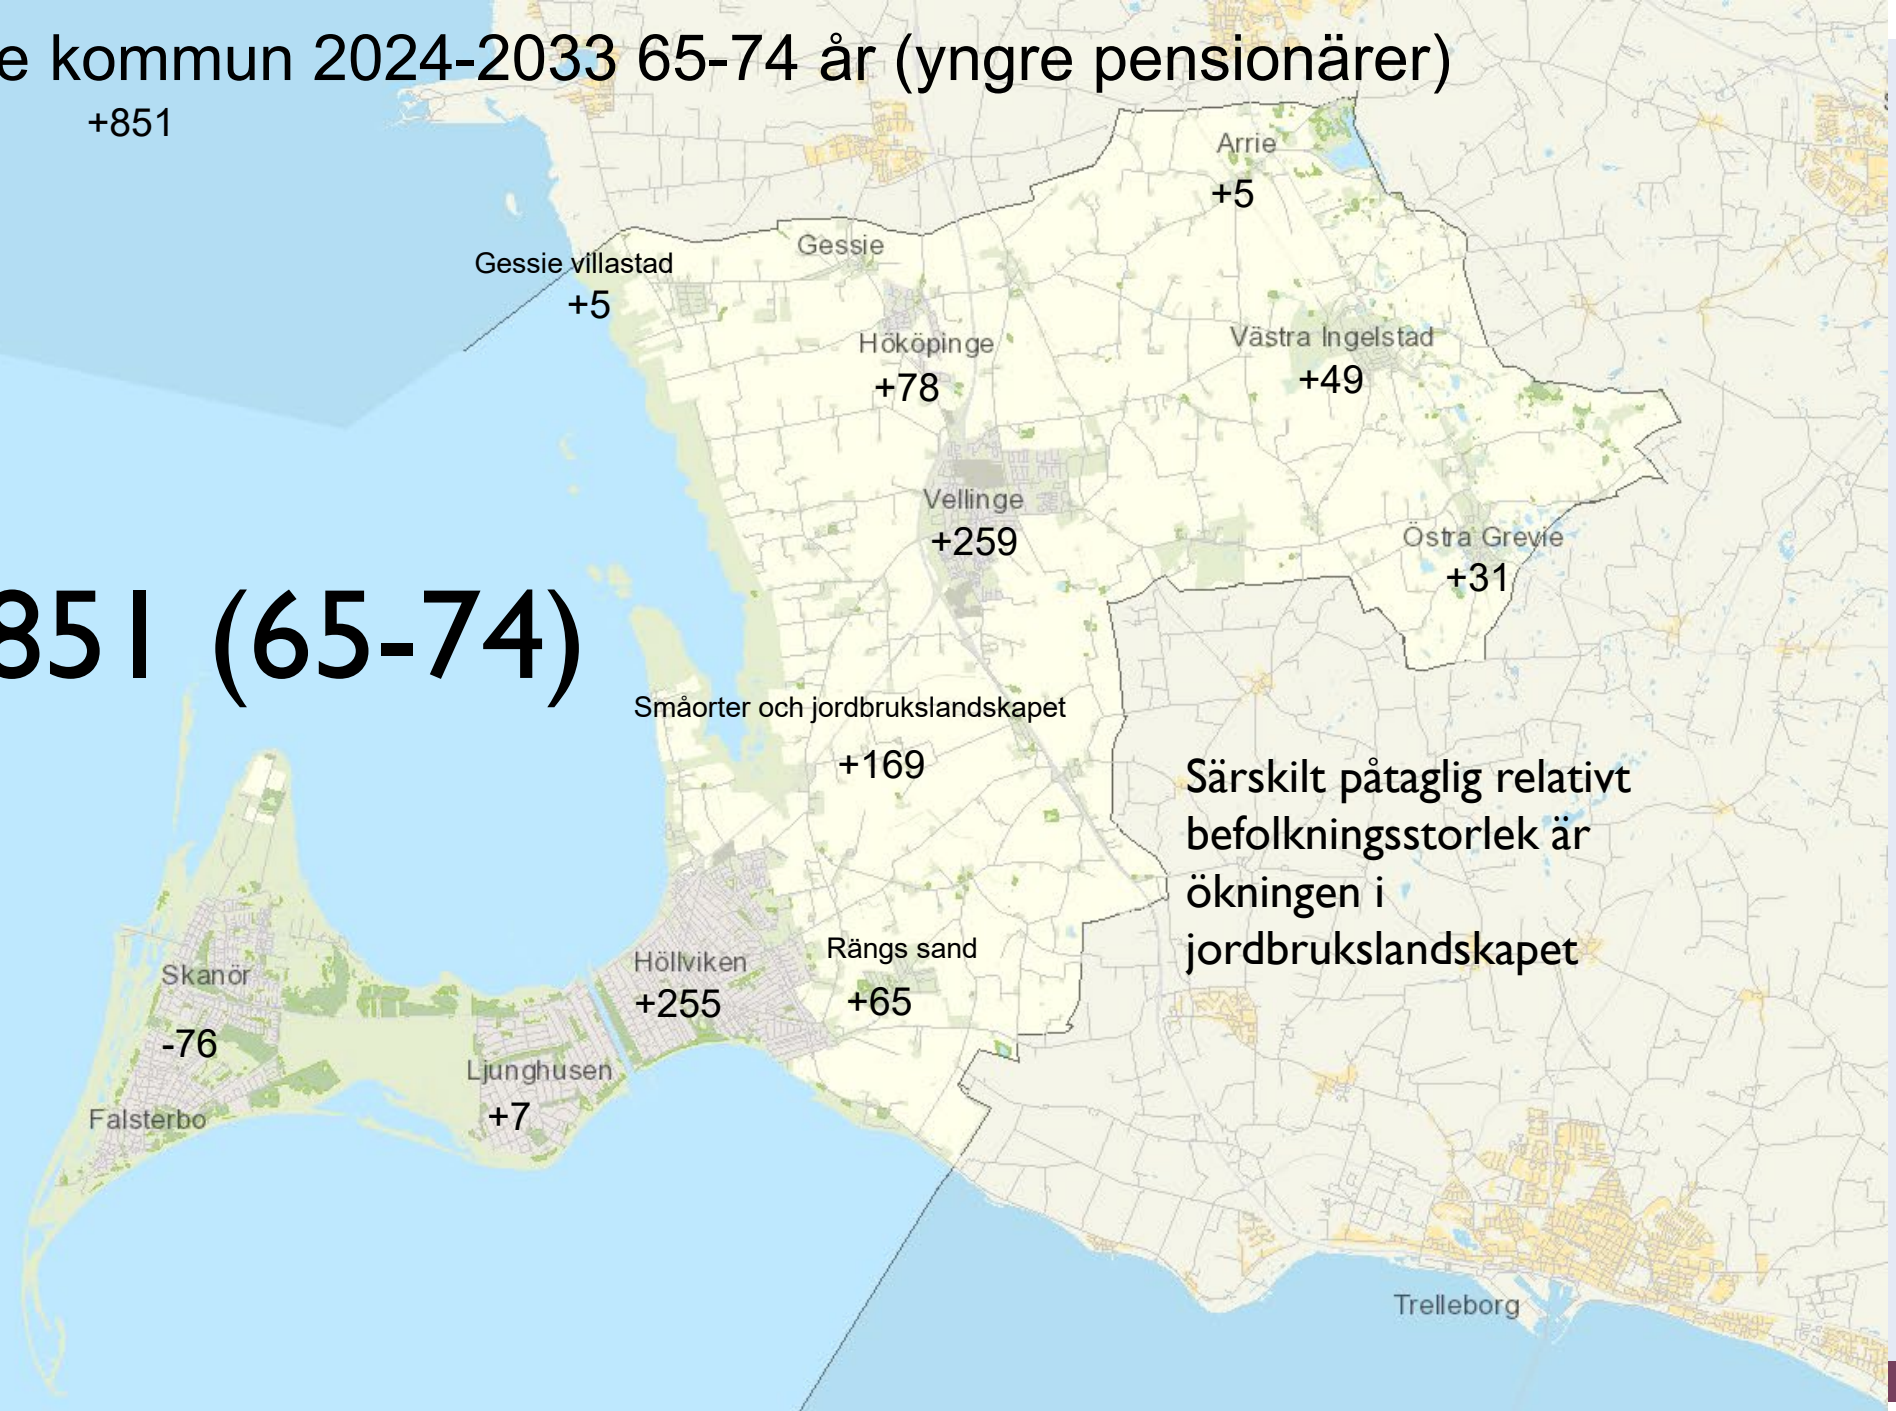 e kommun 2024-2033 65-74 år (yngre pensionärer)
+851
Arrie
+5
Gessie
Gessie villastad
+5
Hököpinge
+78
Västra Ingelstad
+49
Vellinge
+259
Östra Grevie
+31
851 (65-74)
Småorter och jordbrukslandskapet
+169
Särskilt påtaglig relativt
befolkningsstorlek är
ökningen i
jordbrukslandskapet
Rängs sand
+65
Höllviken
+255
Skanör
-76
Ljunghusen
+7
Falsterbo
Trelleborg